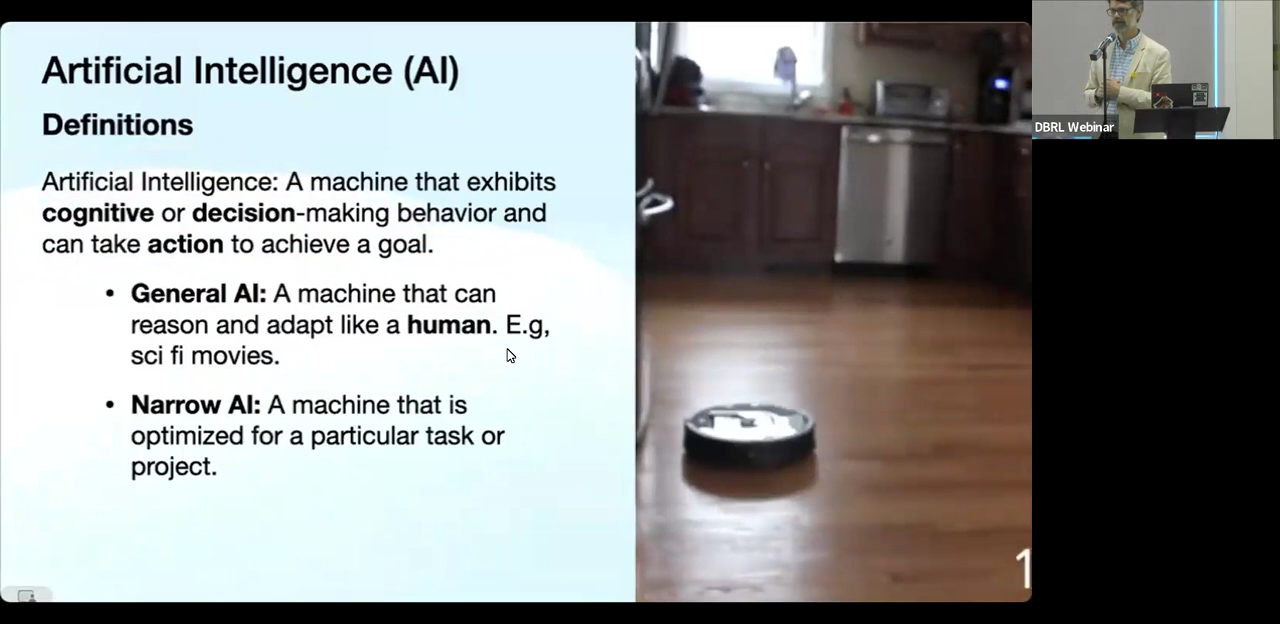 Artificial Intelligence (AI)
Definitions
Artificial Intelligence: A machine that exhibits
cognitive or decision-making behavior and
can take action to achieve a goal.
• General AI: A machine that can
reason and adapt like a human. E.g,
sci fi movies.
• Narrow AI: A machine that is
optimized for a particular task or
project.
1
DBRL Webinar